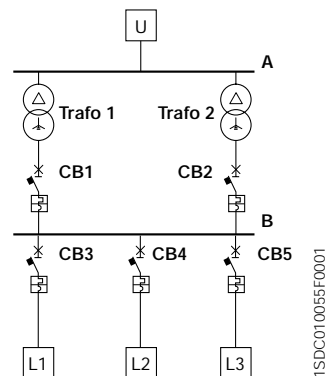 U
A
Trafo 1
Trafo 2
CB1
CB2
B
CB3
CB4
CB5
L1
L2
L3
1SDC010055F0001